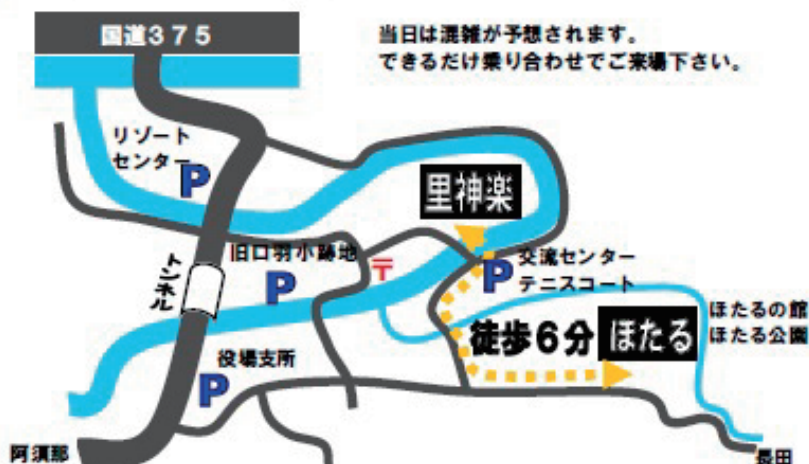 国道375
当日は混雑が予想されます。
できるだけ乗り合わせでご来場下さい。
リゾート
センター
P
里神楽
旧口羽小跡地
P
〒
P
交流センター
テニスコート
トンネル
ほたるの館
ほたる公園
徒歩6分
ほたる
役場支所
P
阿須那
長田